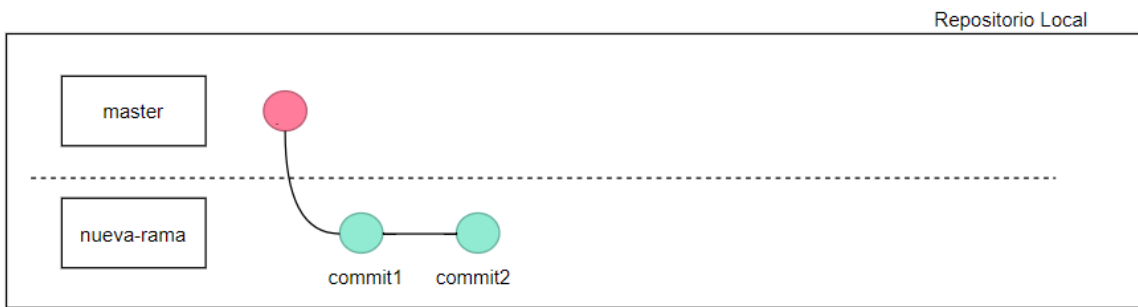 Repositorio Local
master
nueva-rama
commit1
commit2